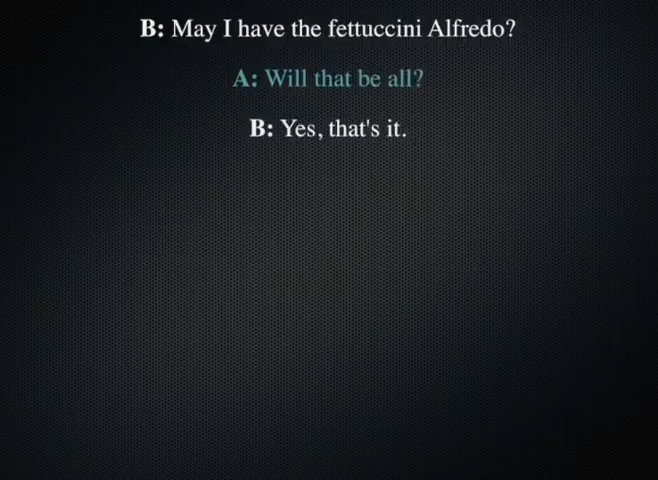 B: May I have the fettuccini Alfredo?
A: Will that be all?
B: Yes, that's it.